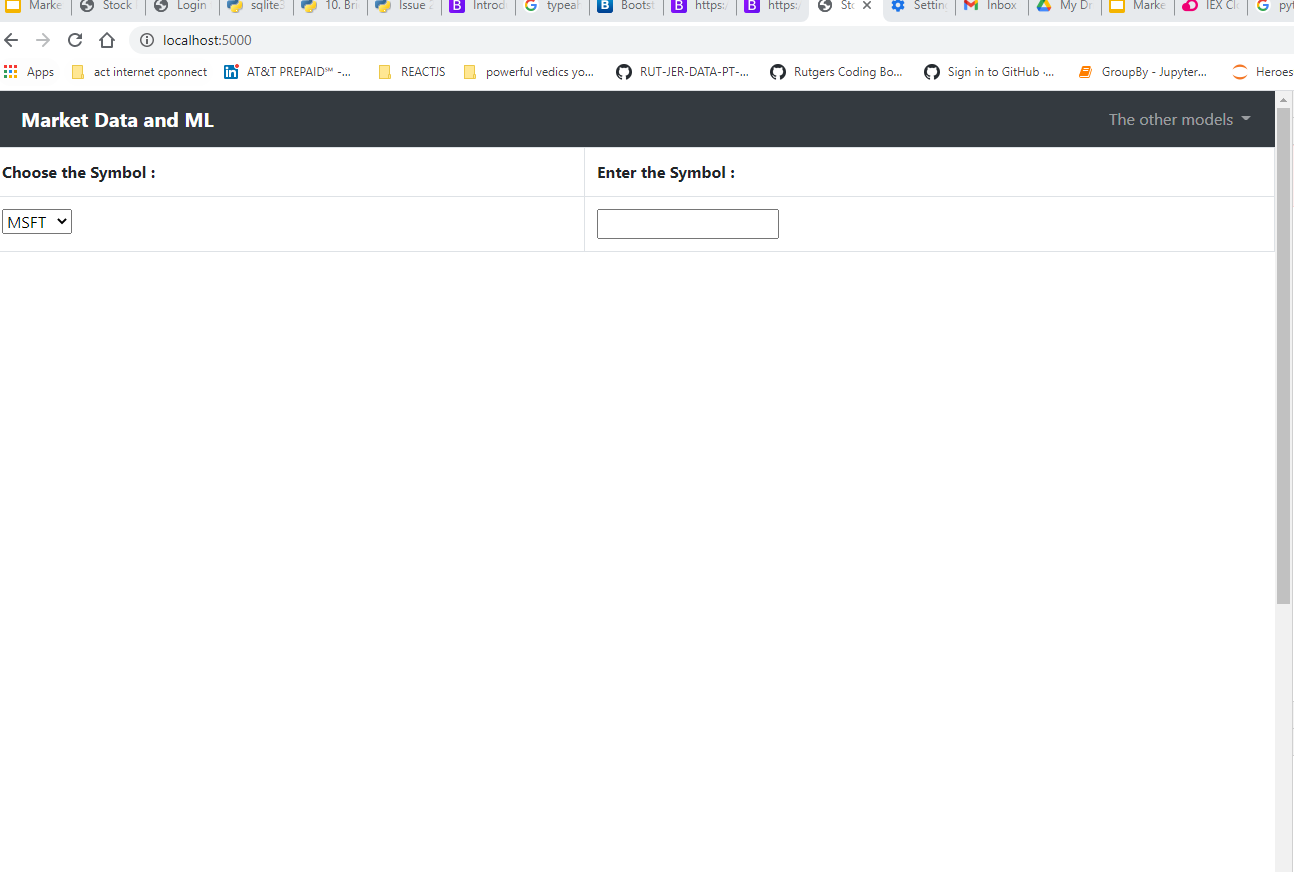 Marke Stock Login sqlite3 10. Bri Issue 2 Introd typeah Bootst https:/ https:/ Sto Settin Inbox My Dr Marke IEX Cl pyt
localhost:5000
Apps act internet cponnect AT&T PREPAID℠ -... REACTJS powerful vedics yo... RUT-JER-DATA-PT-... Rutgers Coding Bo... Sign in to GitHub ·... GroupBy - Jupyter... Heroes
Market Data and ML The other models
Choose the Symbol : Enter the Symbol :
MSFT